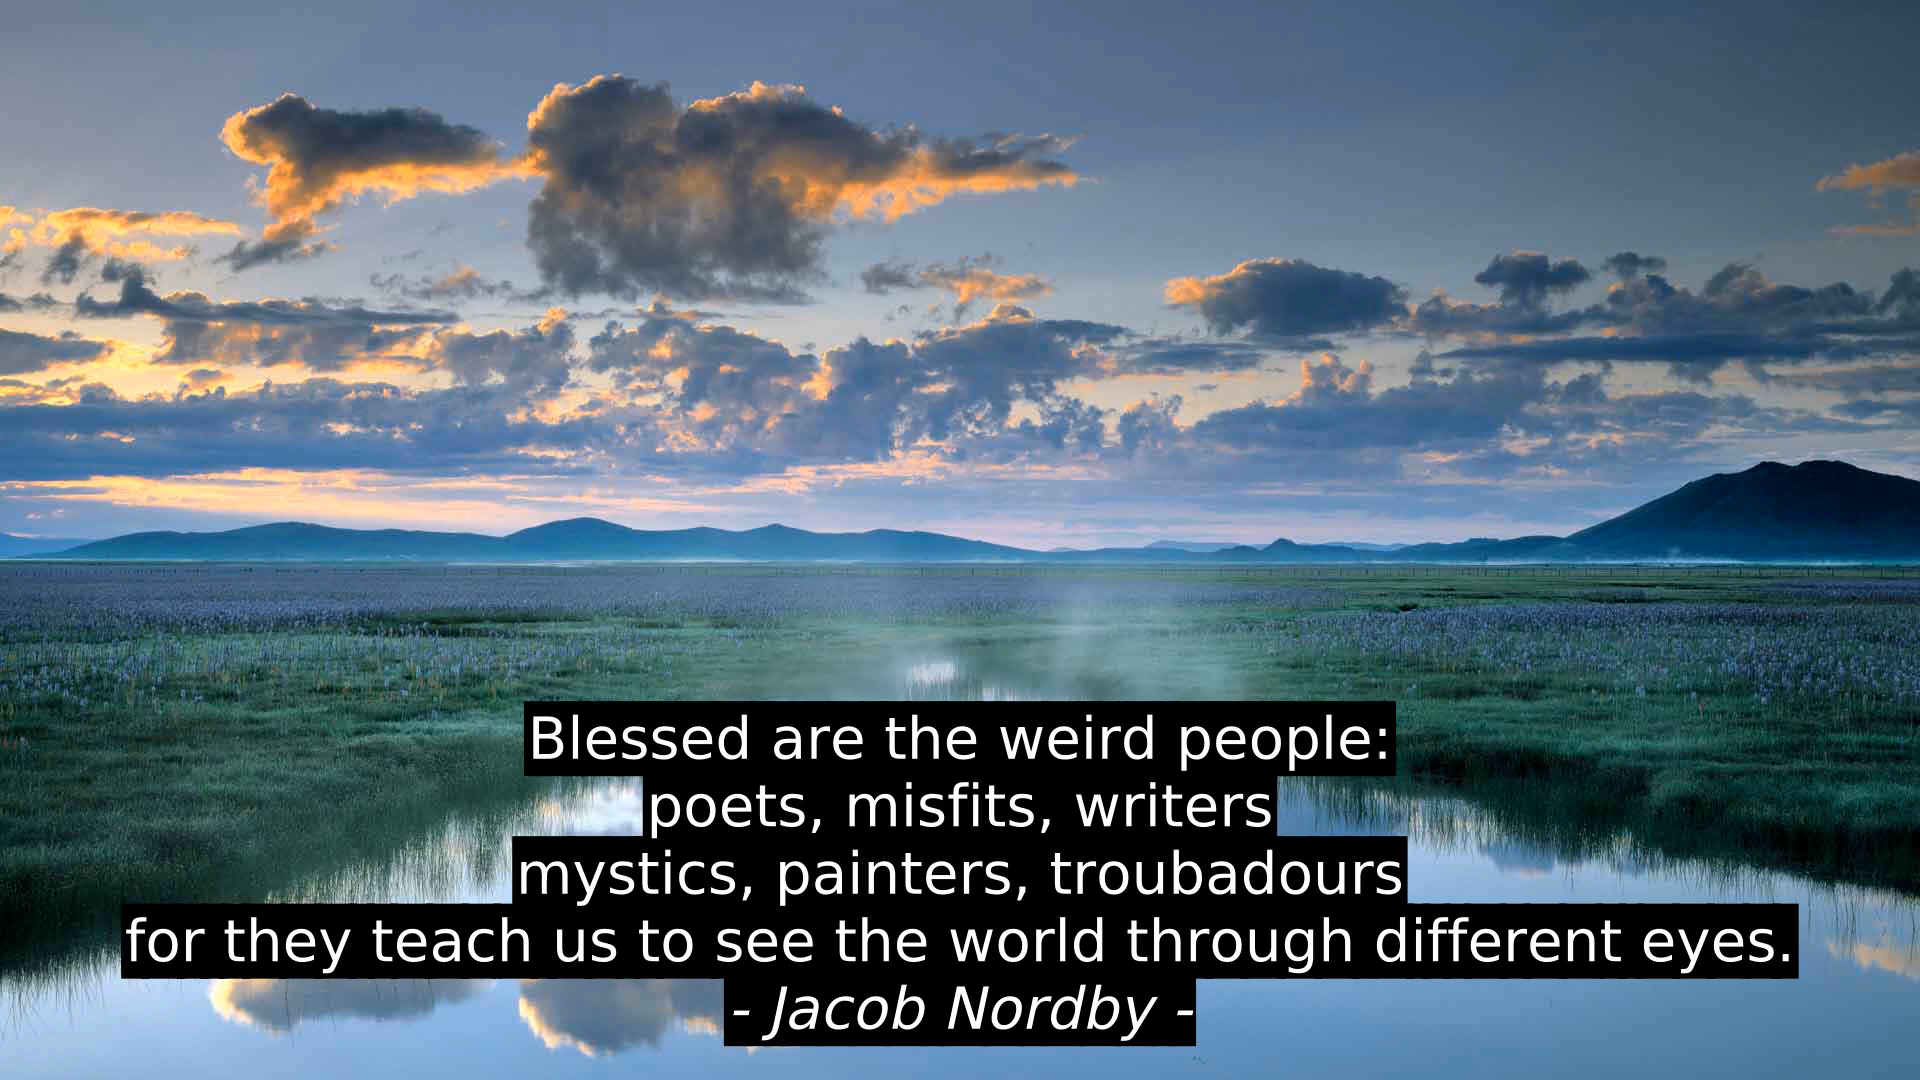 Blessed are the weird people:
poets, misfits, writers
mystics, painters, troubadours
for they teach us to see the world through different eyes.
- Jacob Nordby -